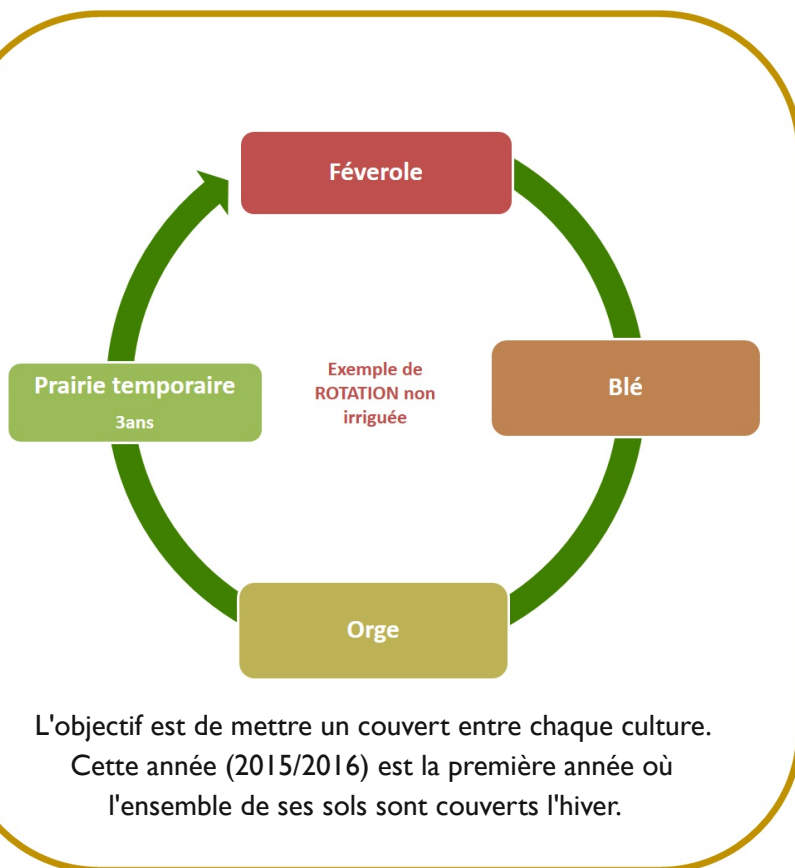 Féverole
Prairie temporaire
3ans
Exemple de
ROTATION non
irriguée
Blé
Orge
L'objectif est de mettre un couvert entre chaque culture.
Cette année (2015/2016) est la première année où
l'ensemble de ses sols sont couverts l'hiver.